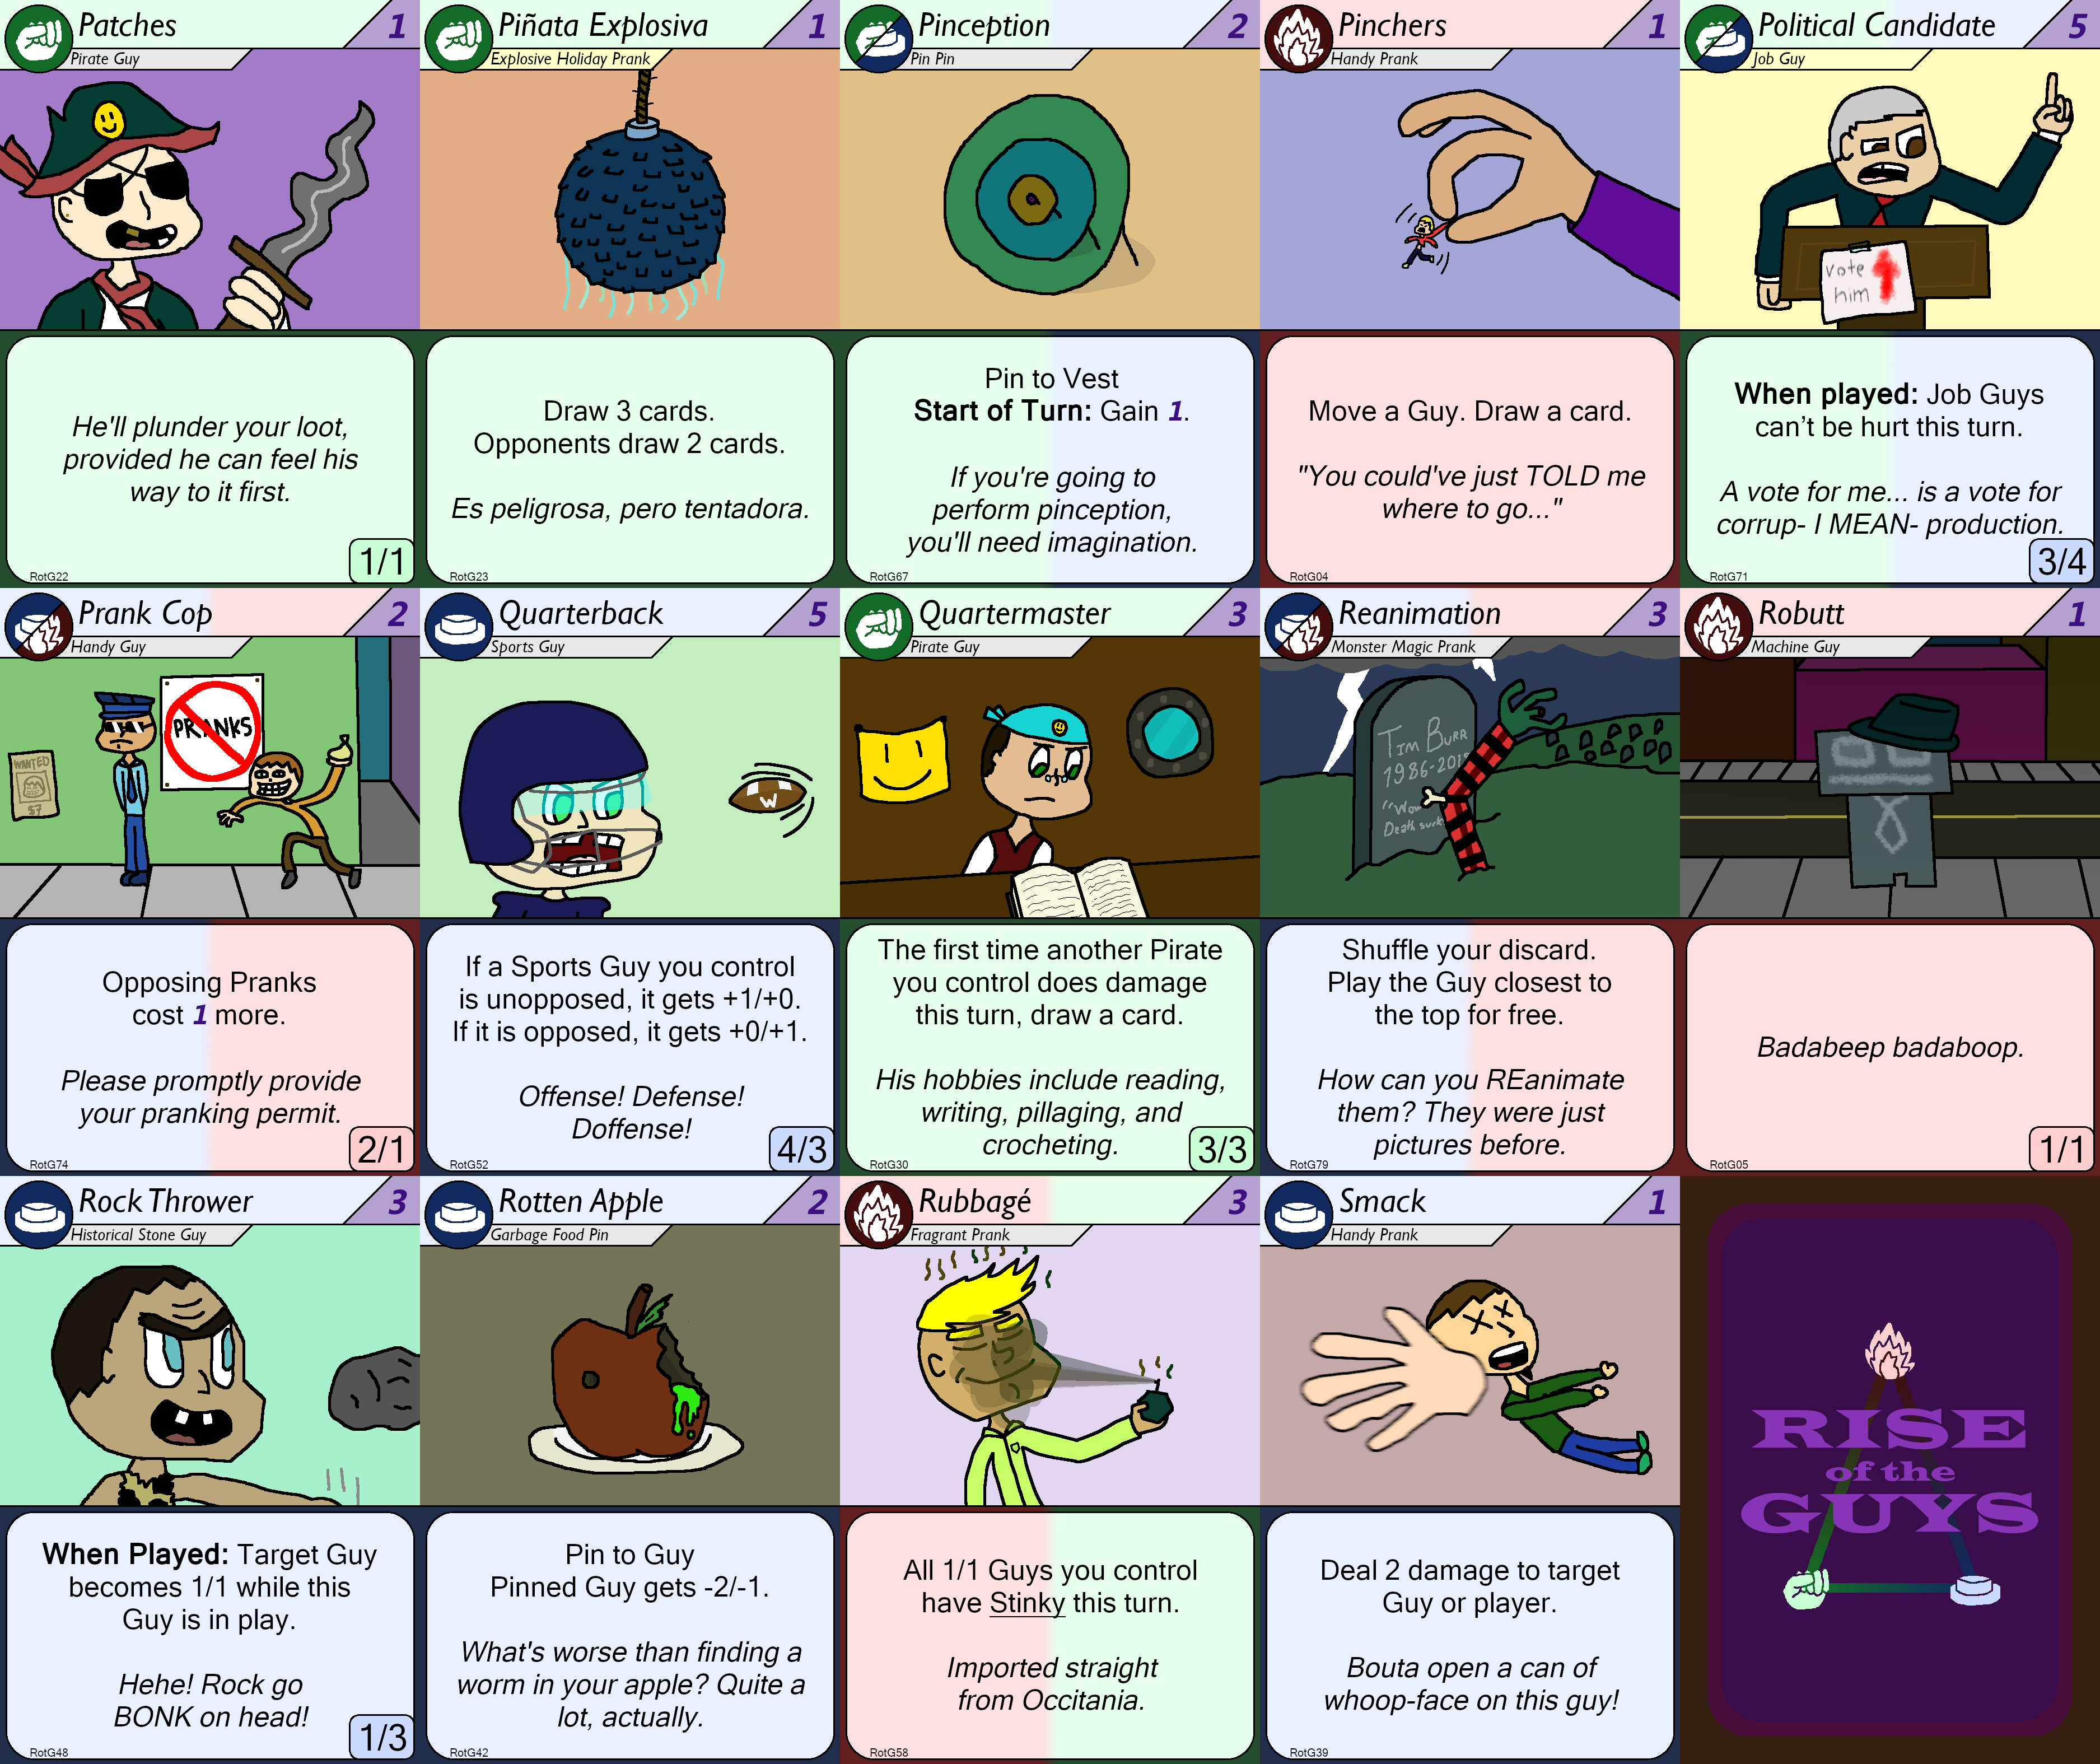 Patches
1
Pirate Guy
He'll plunder your loot,
provided he can feel his
way to it first.
1/1
RotG22
Piñata Explosiva
1
Explosive Holiday Prank
Draw 3 cards.
Opponents draw 2 cards.
Es peligrosa, pero tentadora.
RotG23
Pinception
2
Pin Pin
Pin to Vest
Start of Turn: Gain 1.
If you're going to
perform pinception,
you'll need imagination.
RotG67
Pinchers
1
Handy Prank
Move a Guy. Draw a card.
"You could've just TOLD me
where to go..."
RotG04
Political Candidate
5
Job Guy
vote
him
When played: Job Guys
can't be hurt this turn.
A vote for me... is a vote for
corrup- I MEAN- production.
3/4
RotG71
Prank Cop
2
Handy Guy
WANTED
$7
PRANKS
Opposing Pranks
cost 1 more.
Please promptly provide
your pranking permit.
2/1
RotG74
Quarterback
5
Sports Guy
W
If a Sports Guy you control
is unopposed, it gets +1/+0.
If it is opposed, it gets +0/+1.
Offense! Defense!
Doffense!
4/3
RotG52
Quartermaster
3
Pirate Guy
The first time another Pirate
you control does damage
this turn, draw a card.
His hobbies include reading,
writing, pillaging, and
crocheting.
3/3
RotG30
Reanimation
3
Monster Magic Prank
TIM BURR
1986-201
"Wow
Death
Shuffle your discard.
Play the Guy closest to
the top for free.
How can you REanimate
them? They were just
pictures before.
RotG79
Robutt
1
Machine Guy
Badabeep badaboop.
1/1
RotG05
Rock Thrower
3
Historical Stone Guy
When Played: Target Guy
becomes 1/1 while this
Guy is in play.
Hehe! Rock go
BONK on head!
1/3
RotG48
Rotten Apple
2
Garbage Food Pin
Pin to Guy
Pinned Guy gets -2/-1.
What's worse than finding a
worm in your apple? Quite a
lot, actually.
RotG42
Rubbagé
3
Fragrant Prank
All 1/1 Guys you control
have Stinky this turn.
Imported straight
from Occitania.
RotG58
Smack
1
Handy Prank
Deal 2 damage to target
Guy or player.
Bouta open a can of
whoop-face on this guy!
RotG39
RISE
of the
GUYS